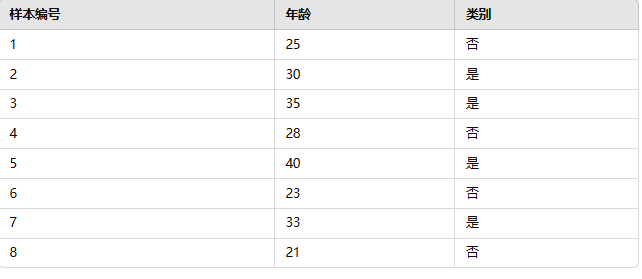 样本编号 年龄 类别
1 25 否
2 30 是
3 35 是
4 28 否
5 40 是
6 23 否
7 33 是
8 21 否